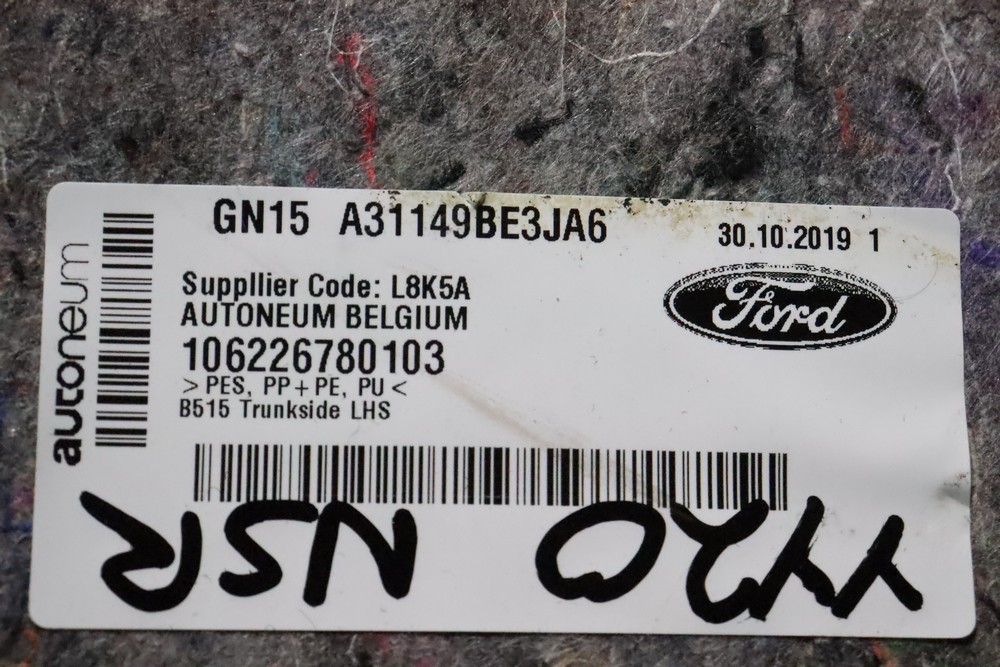 GN15 A31149BE3JA6
30.10.2019 1
autoneum
Suppllier Code: L8K5A
AUTONEUM BELGIUM
Ford
106226780103
>PES, PP+PE, PU<
B515 Trunkside LHS
YY20 NSR